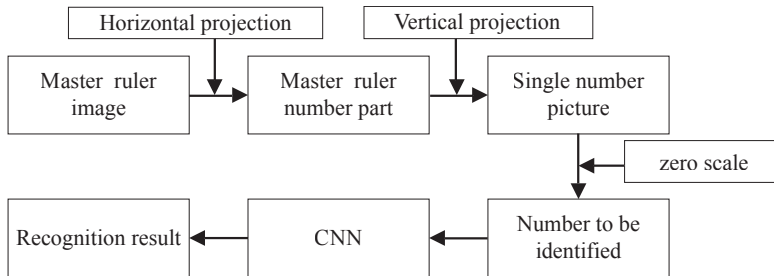 Horizontal projection
Vertical projection
Master ruler
image
Master ruler
number part
Single number
picture
zero scale
Recognition result
CNN
Number to be
identified